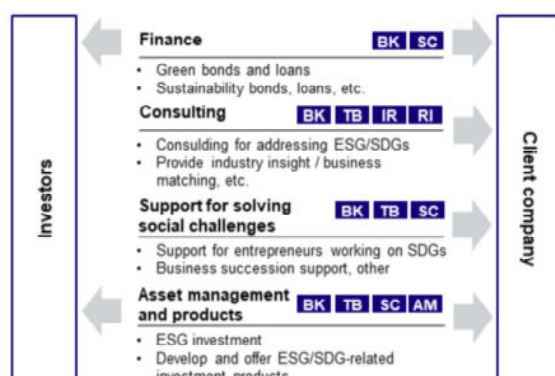 Investors
Finance
BK SC
• Green bonds and loans
• Sustainability bonds, loans, etc.
Consulting
BK TB IR RI
• Consulding for addressing ESG/SDGs
• Provide industry insight / business
matching, etc.
Support for solving
social challenges
BK TB SC
• Support for entrepreneurs working on SDGs
• Business succession support, other
Asset management
and products
BK TB SC AM
• ESG investment
• Develop and offer ESG/SDG-related
investment products
Client company